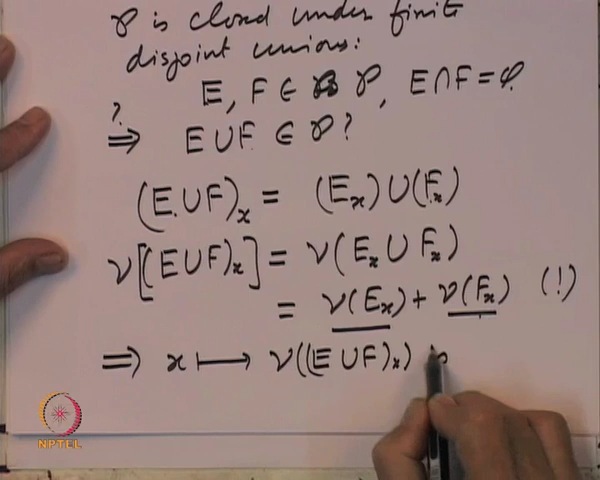 𝒫 is closed under finite
disjoint unions:
E, F ∈ 𝒫, E ∩ F = φ.
?
⇒ E ∪ F ∈ 𝒫?
(E ∪ F)ₓ = (Eₓ) ∪ (Fₓ)
ν[(E ∪ F)ₓ] = ν(Eₓ ∪ Fₓ)
= ν(Eₓ) + ν(Fₓ) (!)
⇒ x ⟼ ν((E ∪ F)ₓ)
NPTEL